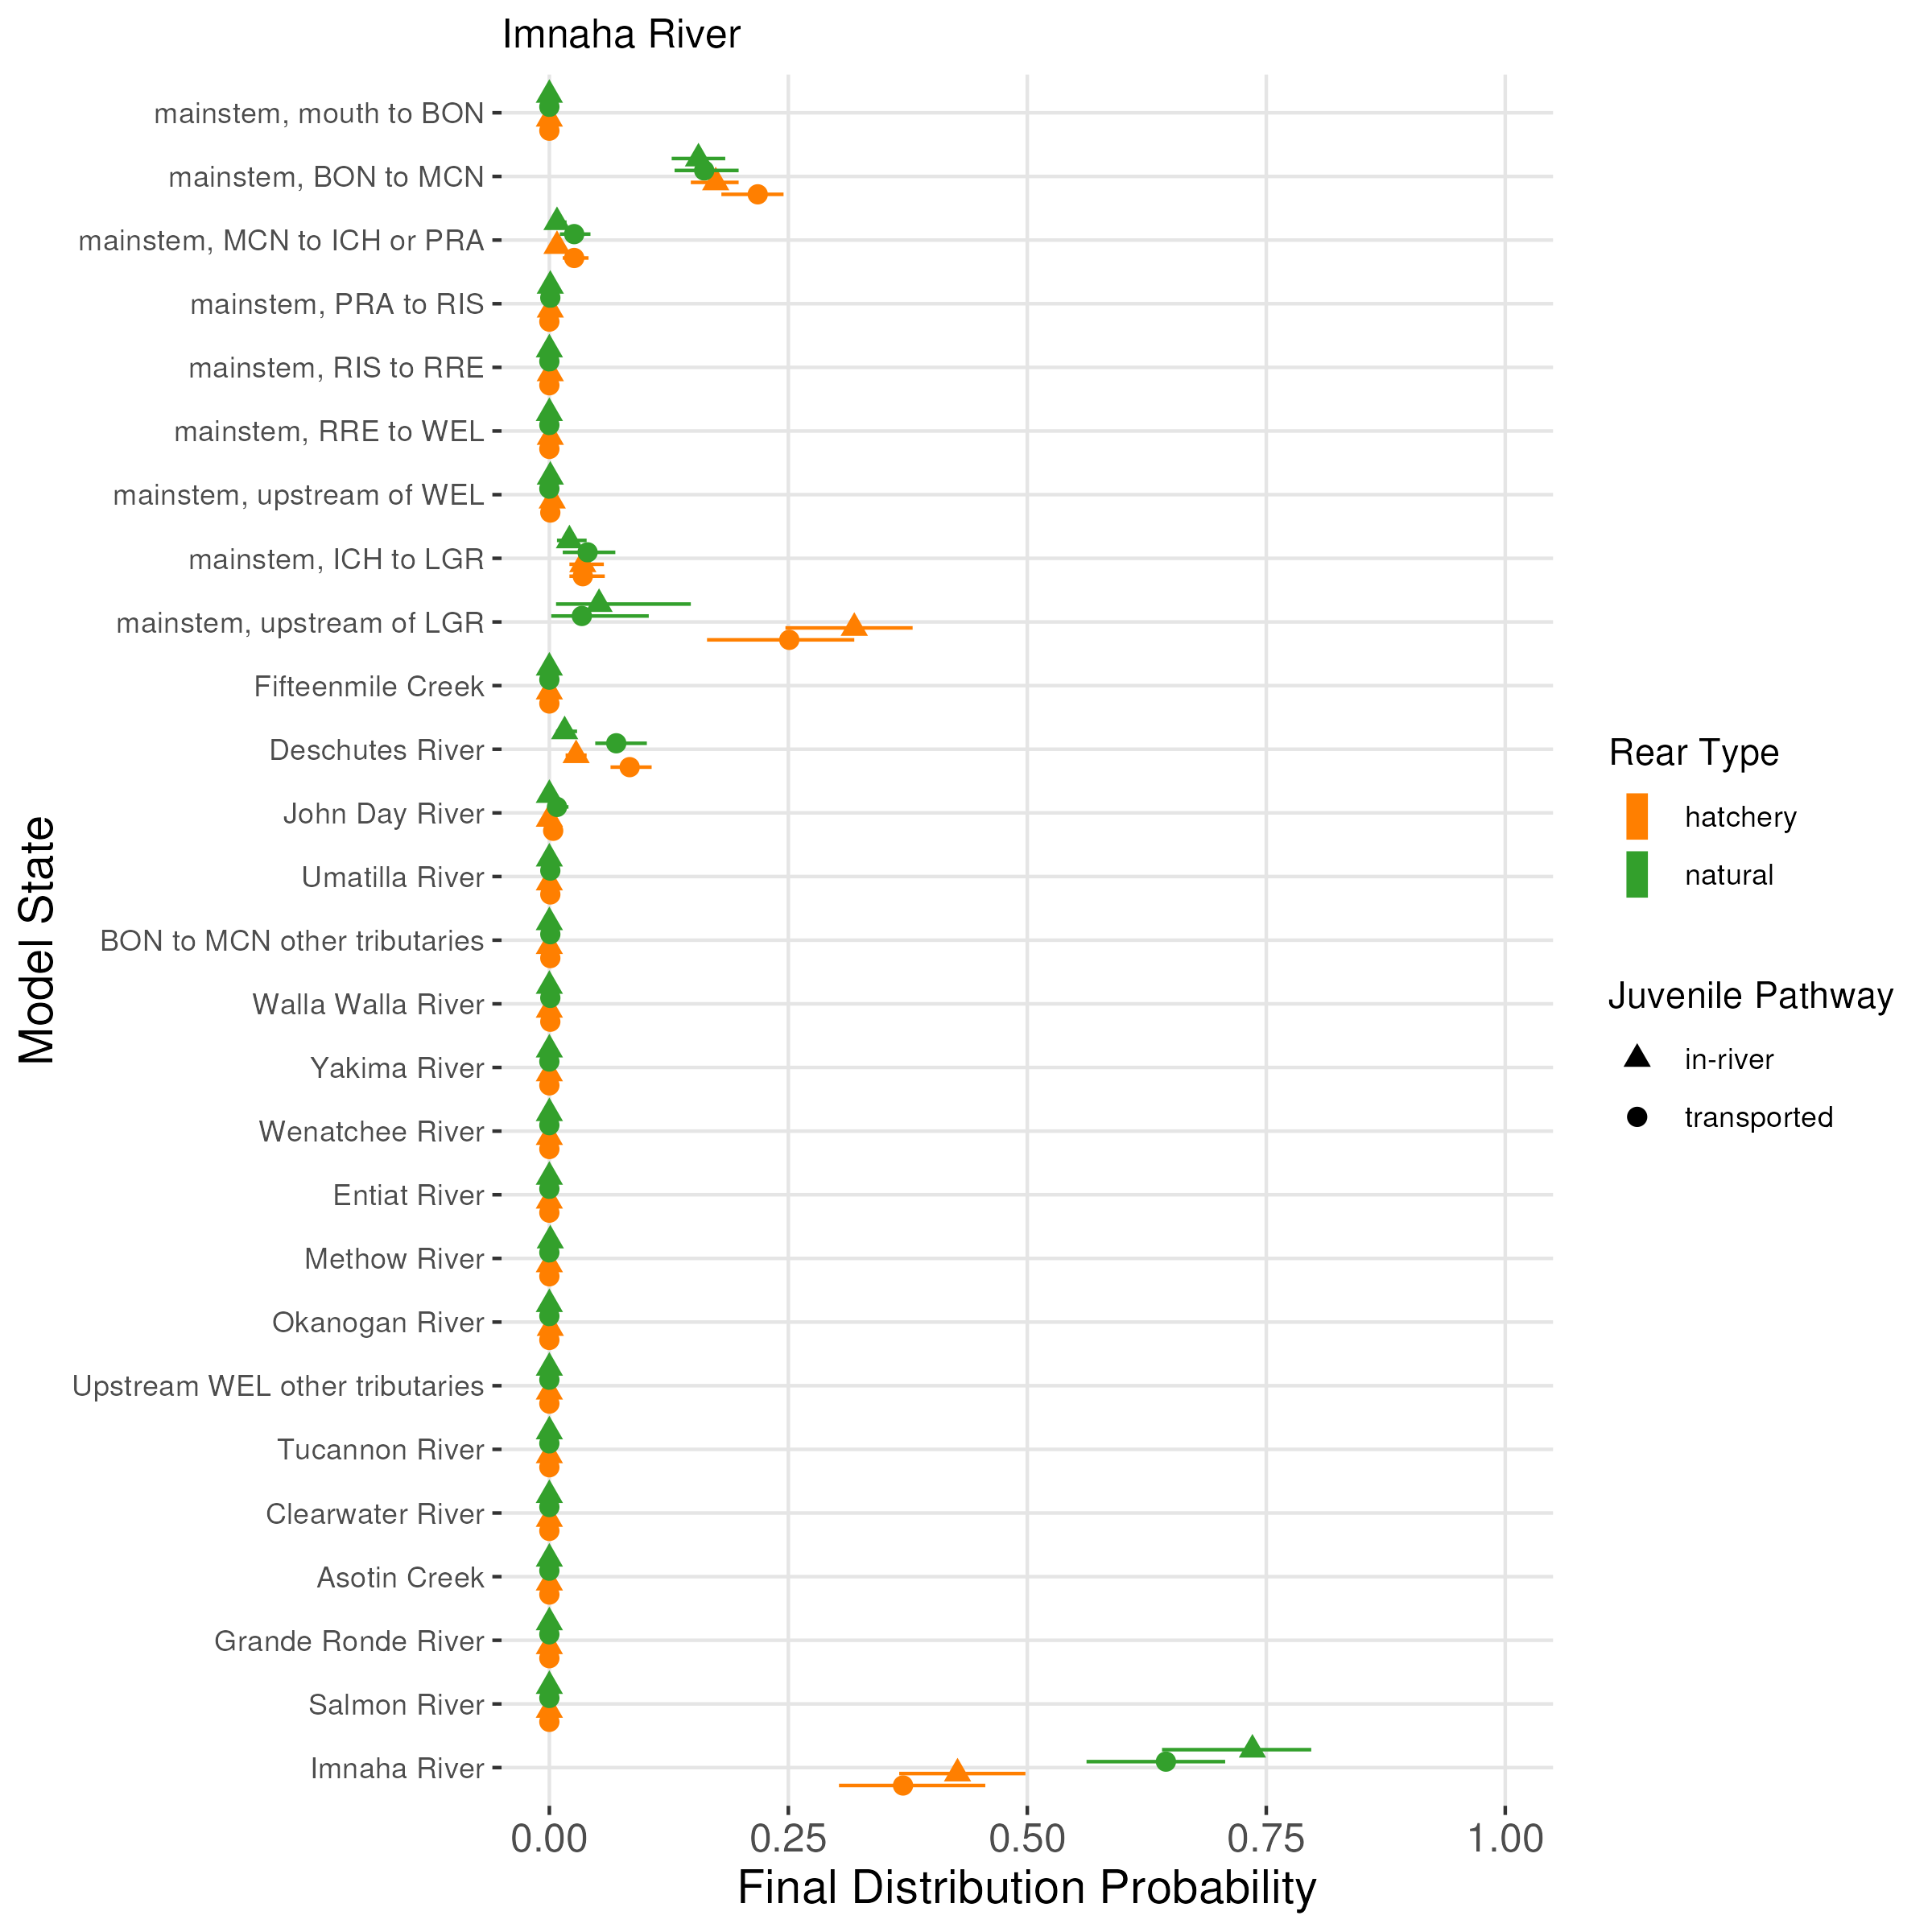 Imnaha River
mainstem, mouth to BON
mainstem, BON to MCN
mainstem, MCN to ICH or PRA
mainstem, PRA to RIS
mainstem, RIS to RRE
mainstem, RRE to WEL
mainstem, upstream of WEL
mainstem, ICH to LGR
mainstem, upstream of LGR
Fifteenmile Creek
Deschutes River
John Day River
Umatilla River
BON to MCN other tributaries
Walla Walla River
Yakima River
Wenatchee River
Entiat River
Methow River
Okanogan River
Upstream WEL other tributaries
Tucannon River
Clearwater River
Asotin Creek
Grande Ronde River
Salmon River
Imnaha River
Model State
0.00 0.25 0.50 0.75 1.00
Final Distribution Probability
Rear Type
hatchery
natural
Juvenile Pathway
in-river
transported